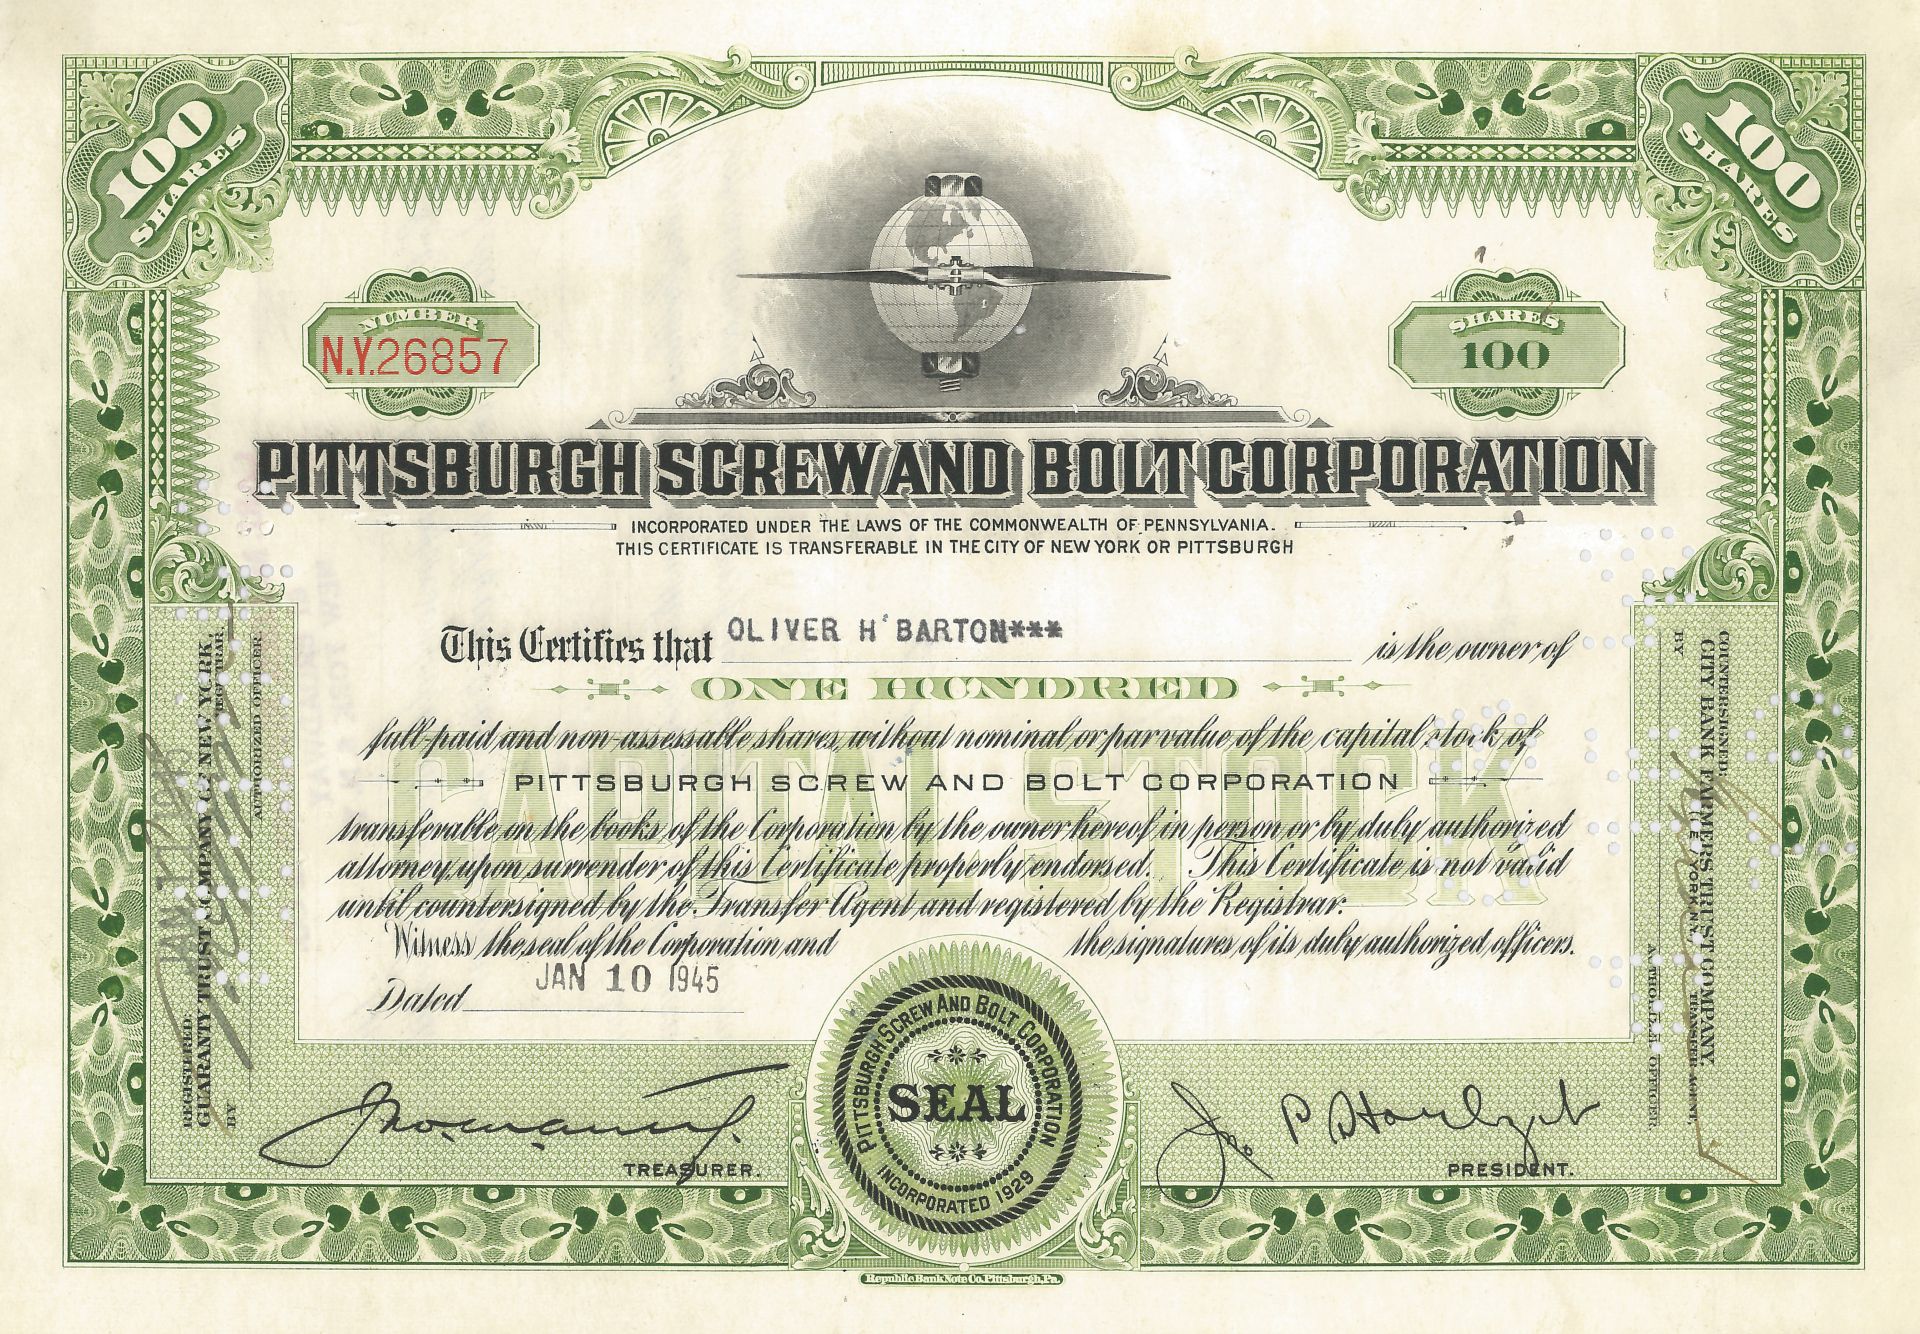 100 SHARES
100 SHARES
NUMBER
N.Y.26857
SHARES
100
PITTSBURGH SCREW AND BOLT CORPORATION
INCORPORATED UNDER THE LAWS OF THE COMMONWEALTH OF PENNSYLVANIA.
THIS CERTIFICATE IS TRANSFERABLE IN THE CITY OF NEW YORK OR PITTSBURGH
This Certifies that OLIVER H BARTON*** is the owner of
ONE HUNDRED
full-paid and non-assessable shares, without nominal or par value, of the capital stock of
PITTSBURGH SCREW AND BOLT CORPORATION
CAPITAL STOCK
transferable on the books of the Corporation by the owner hereof in person or by duly authorized
attorney, upon surrender of this Certificate properly endorsed. This Certificate is not valid
until countersigned by the Transfer Agent and registered by the Registrar.
Witness the seal of the Corporation and the signatures of its duly authorized officers.
Dated JAN 10 1945
REGISTERED:
GUARANTY TRUST COMPANY OF NEW YORK,
REGISTRAR,
BY
AUTHORIZED OFFICER
COUNTERSIGNED:
CITY BANK FARMERS TRUST COMPANY,
TRANSFER AGENT,
BY
AUTHORIZED OFFICER
TREASURER.
PRESIDENT.
PITTSBURGH SCREW AND BOLT CORPORATION
SEAL
INCORPORATED 1929
Republic Bank Note Co. Pittsburgh, Pa.